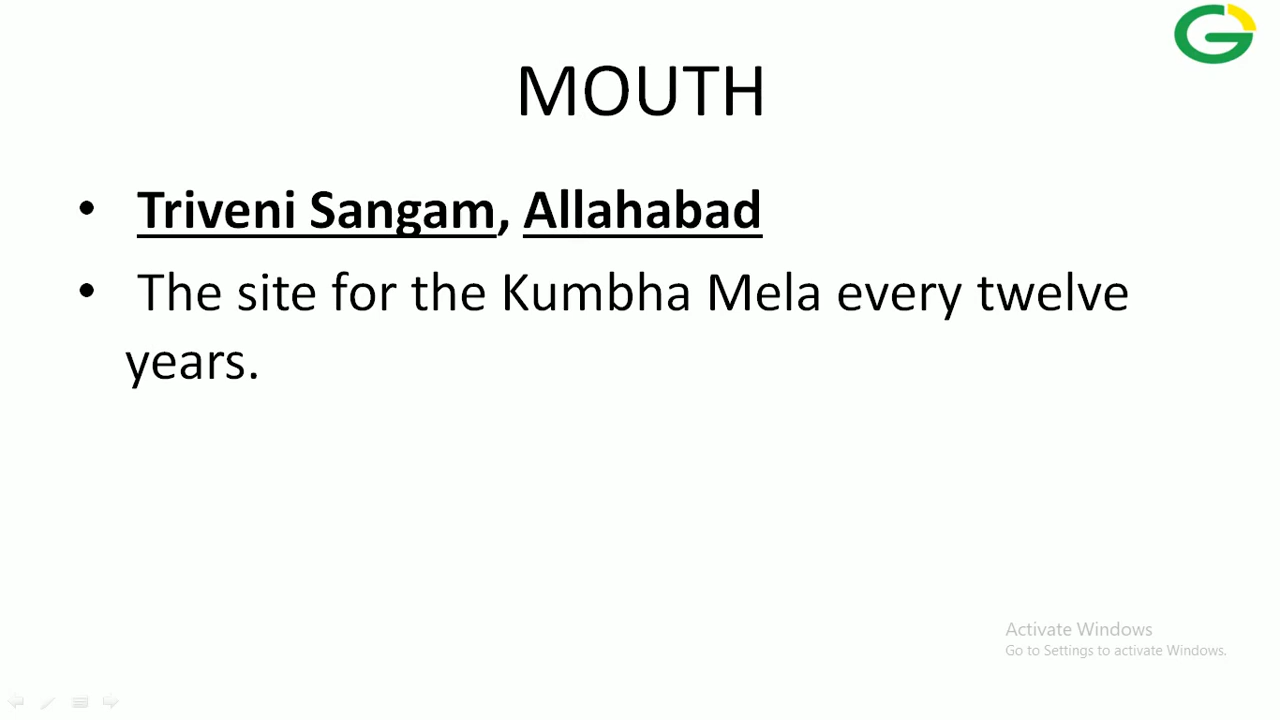 MOUTH
• Triveni Sangam, Allahabad
• The site for the Kumbha Mela every twelve
years.
Activate Windows
Go to Settings to activate Windows.